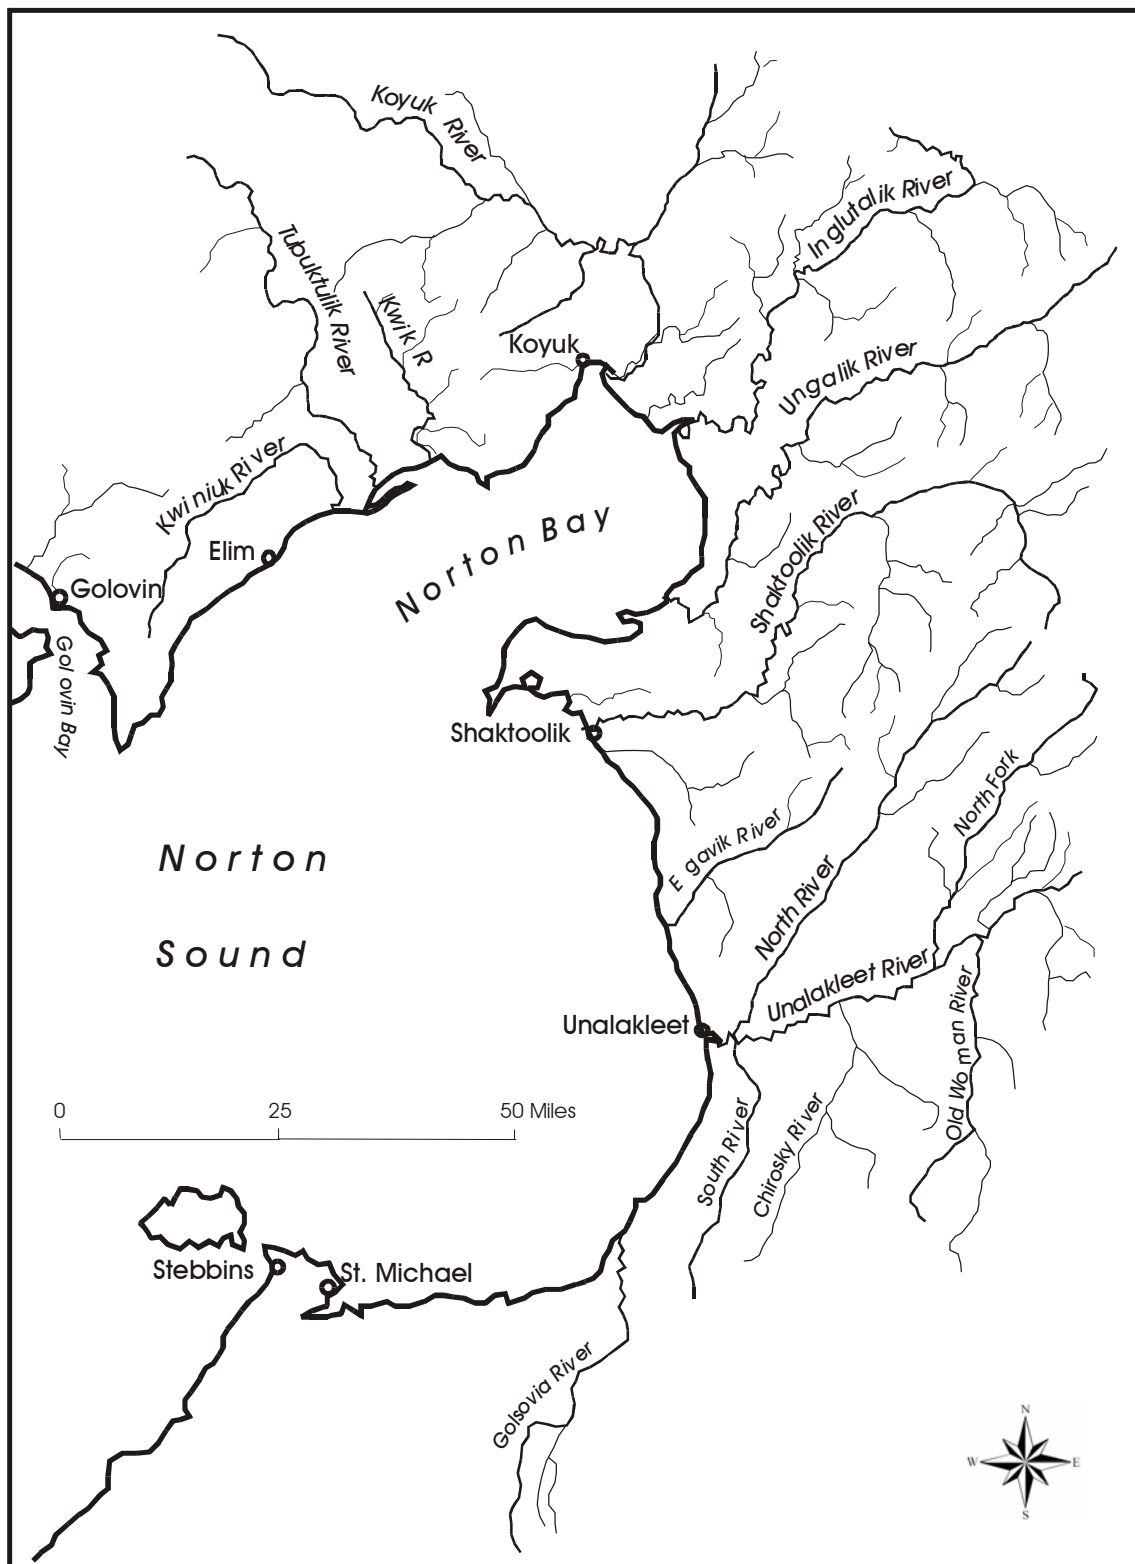 Koyuk River
Tubuktulik River
Kwik R
Inglutalik River
Koyuk
Ungalik River
Kwiniuk River
Elim
Norton Bay
Shaktoolik River
Golovin
Golovin Bay
Shaktoolik
North Fork
Egavik River
Norton
Sound
North River
Unalakleet River
Unalakleet
Old Woman River
0 25 50 Miles
South River
Chirosky River
Stebbins
St. Michael
Golsovia River
N
W E
S